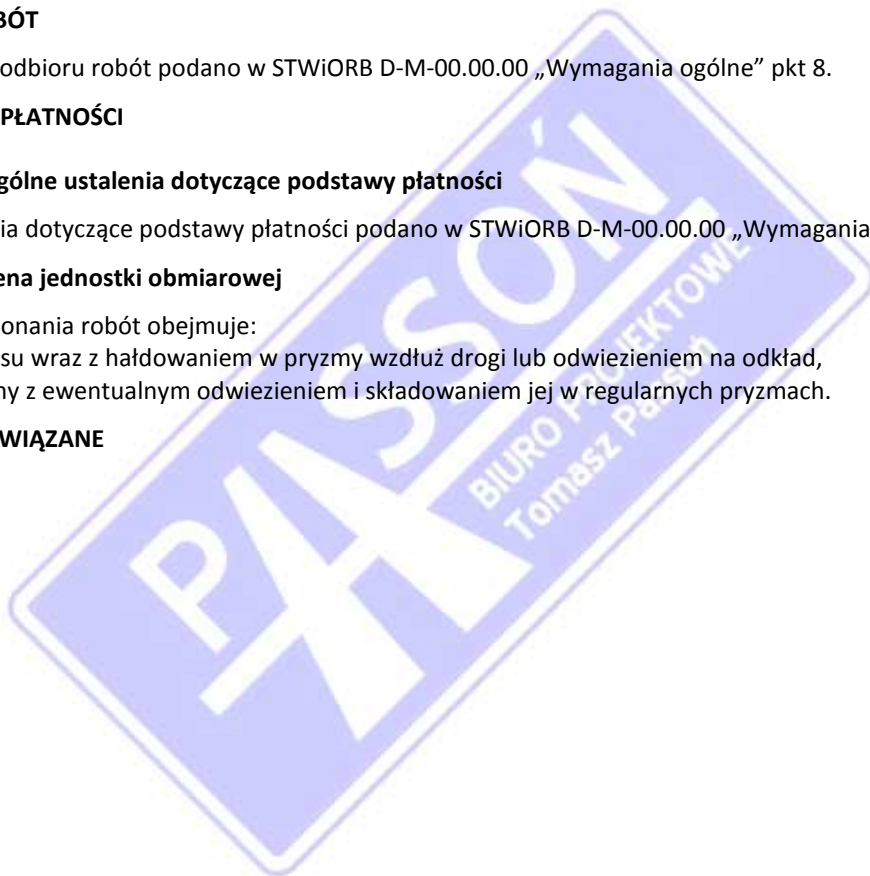 BÓT
odbioru robót podano w STWiORB D-M-00.00.00 „Wymagania ogólne” pkt 8.
PŁATNOŚCI
gólne ustalenia dotyczące podstawy płatności
ia dotyczące podstawy płatności podano w STWiORB D-M-00.00.00 „Wymagania
ena jednostki obmiarowej
onania robót obejmuje:
su wraz z hałdowaniem w pryzmy wzdłuż drogi lub odwiezieniem na odkład,
ny z ewentualnym odwiezieniem i składowaniem jej w regularnych pryzmach.
WIĄZANE
PASSON
BIURO PROJEKTOWE
Tomasz Paasch